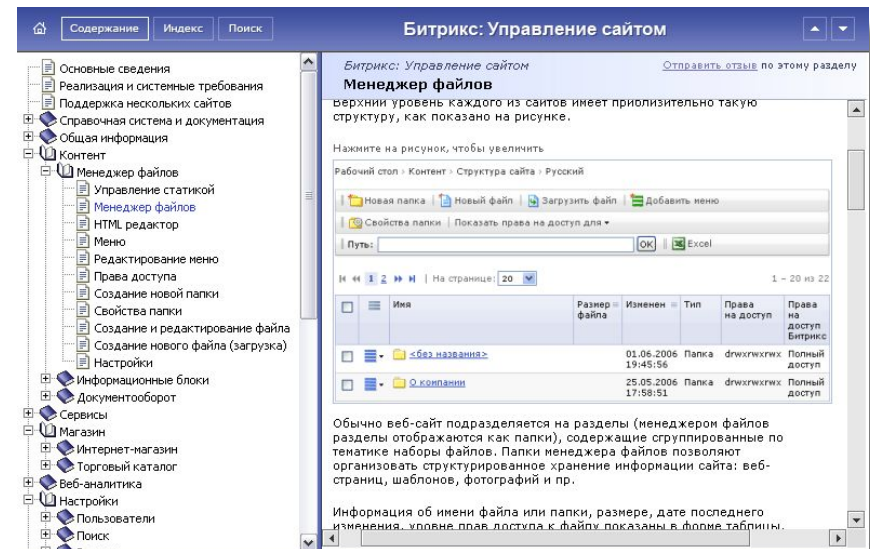 Содержание Индекс Поиск
Битрикс: Управление сайтом
Основные сведения
Реализация и системные требования
Поддержка нескольких сайтов
Справочная система и документация
Общая информация
Контент
Менеджер файлов
Управление статикой
Менеджер файлов
HTML редактор
Меню
Редактирование меню
Права доступа
Создание новой папки
Свойства папки
Создание и редактирование файла
Создание нового файла (загрузка)
Настройки
Информационные блоки
Документооборот
Сервисы
Магазин
Интернет-магазин
Торговый каталог
Веб-аналитика
Настройки
Пользователи
Поиск
Битрикс: Управление сайтом
Отправить отзыв по этому разделу
Менеджер файлов
Верхний уровень каждого из сайтов имеет приблизительно такую
структуру, как показано на рисунке.
Нажмите на рисунок, чтобы увеличить
Рабочий стол › Контент › Структура сайта › Русский
Новая папка Новый файл Загрузить файл Добавить меню
Свойства папки Показать права на доступ для
Путь: OK Excel
1 2 На странице: 20 1 – 20 из 22
Имя Размер файла Изменен Тип Права на доступ Права на доступ Битрикс
<без названия> 01.06.2006 19:45:56 Папка drwxrwxrwx Полный доступ
О компании 25.05.2006 17:58:51 Папка drwxrwxrwx Полный доступ
Обычно веб-сайт подразделяется на разделы (менеджером файлов
разделы отображаются как папки), содержащие сгруппированные по
тематике наборы файлов. Папки менеджера файлов позволяют
организовать структурированное хранение информации сайта: веб-
страниц, шаблонов, фотографий и пр.
Информация об имени файла или папки, размере, дате последнего
изменения, уровне прав доступа к файлу показаны в форме таблицы.